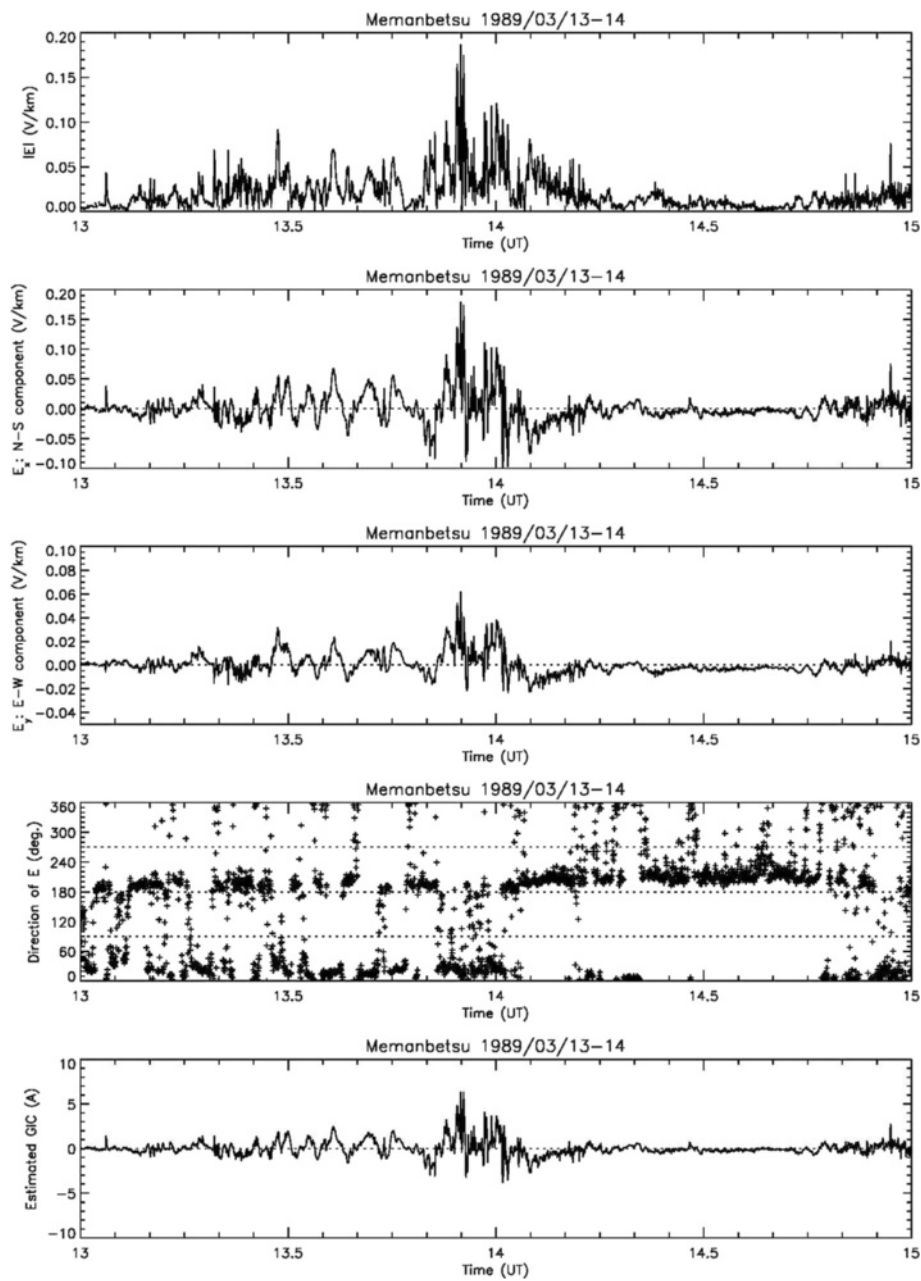 Memanbetsu 1989/03/13-14
0.20
0.15
0.10
0.05
0.00
|E| (V/km)
13 13.5 14 14.5 15
Time (UT)
Memanbetsu 1989/03/13-14
0.20
0.15
0.10
0.05
0.00
-0.05
-0.10
Ex: N-S component (V/km)
13 13.5 14 14.5 15
Time (UT)
Memanbetsu 1989/03/13-14
0.10
0.08
0.06
0.04
0.02
0.00
-0.02
-0.04
Ey: E-W component (V/km)
13 13.5 14 14.5 15
Time (UT)
Memanbetsu 1989/03/13-14
360
300
240
180
120
60
0
Direction of E (deg.)
13 13.5 14 14.5 15
Time (UT)
Memanbetsu 1989/03/13-14
10
5
0
-5
-10
Estimated GIC (A)
13 13.5 14 14.5 15
Time (UT)